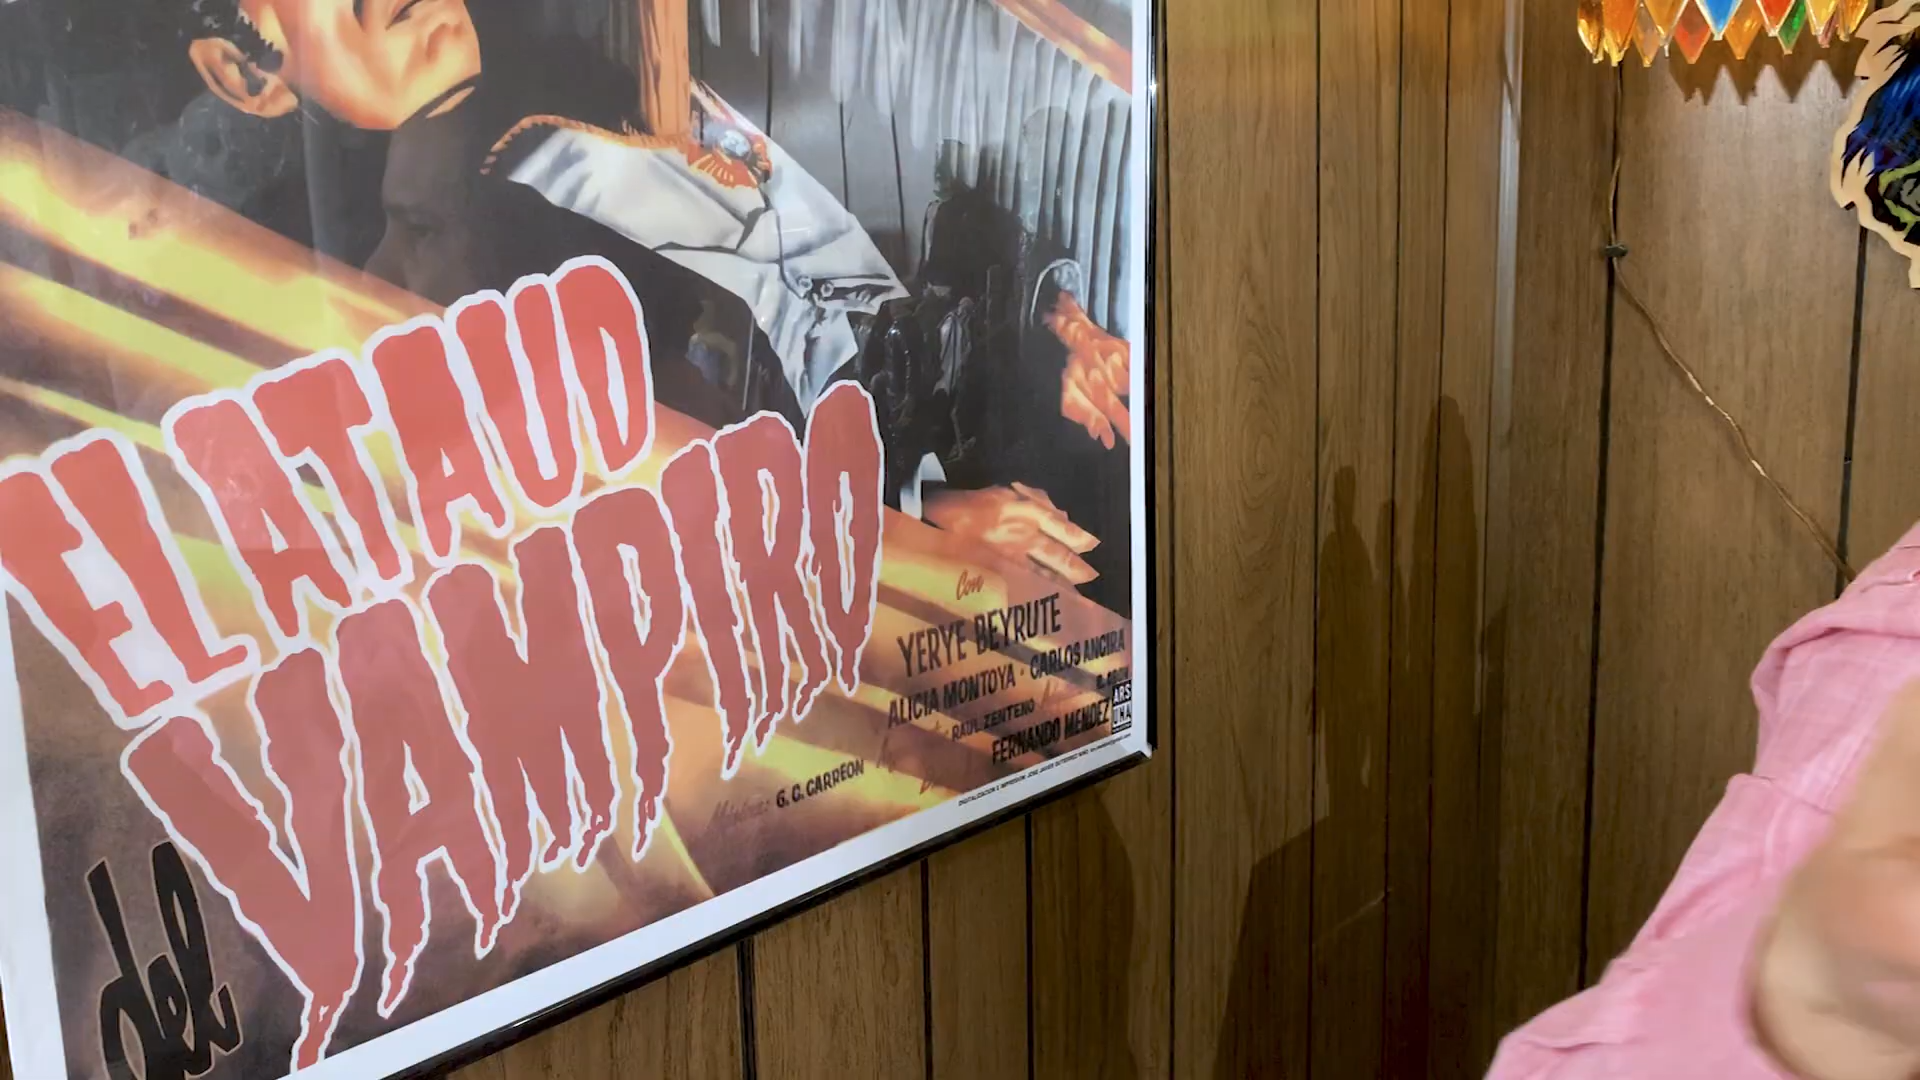 EL ATAUD
del VAMPIRO
Con
YERYE BEYRUTE
ALICIA MONTOYA - CARLOS ANCIRA
RAUL ZENTENO
FERNANDO MENDEZ
G. C. CARREON
ARS
UNA